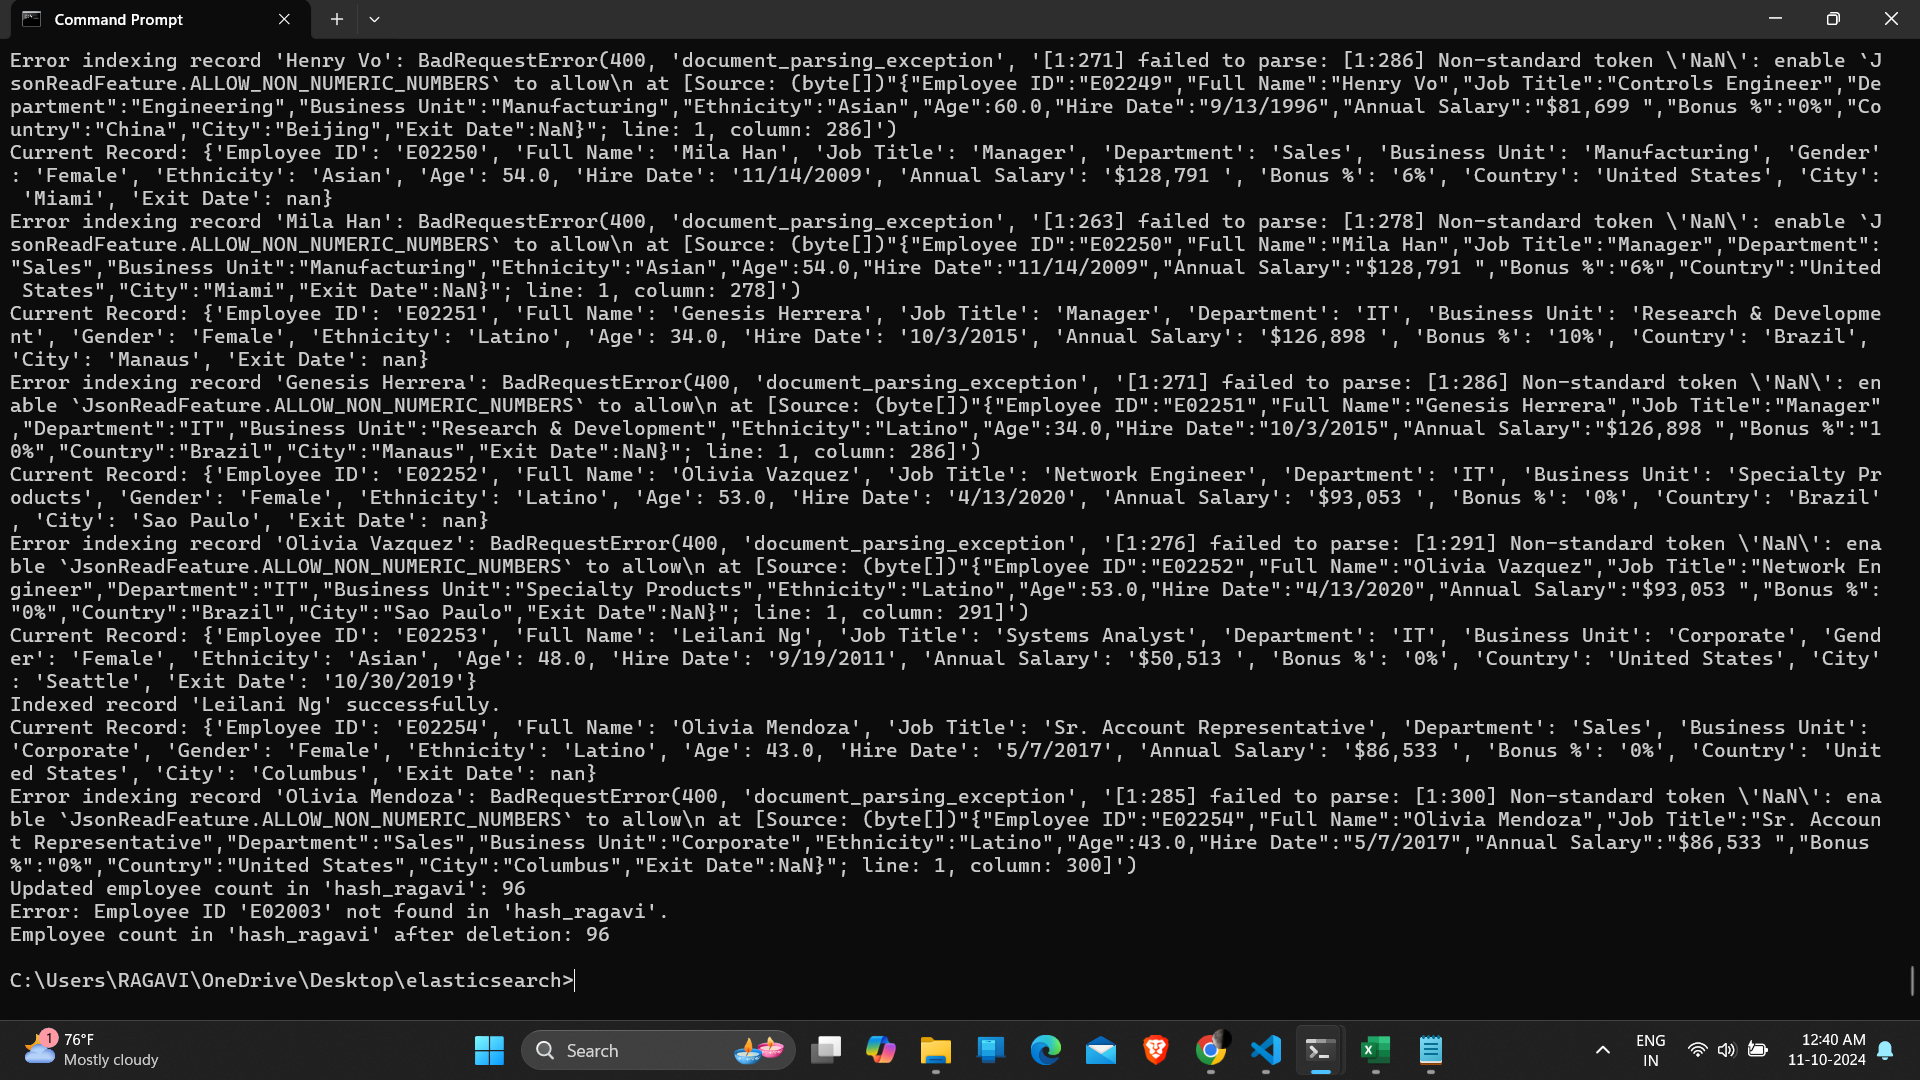 Command Prompt
Error indexing record 'Henry Vo': BadRequestError(400, 'document_parsing_exception', '[1:271] failed to parse: [1:286] Non-standard token \'NaN\': enable `J
sonReadFeature.ALLOW_NON_NUMERIC_NUMBERS` to allow\n at [Source: (byte[])"{"Employee ID":"E02249","Full Name":"Henry Vo","Job Title":"Controls Engineer","De
partment":"Engineering","Business Unit":"Manufacturing","Ethnicity":"Asian","Age":60.0,"Hire Date":"9/13/1996","Annual Salary":"$81,699 ","Bonus %":"0%","Co
untry":"China","City":"Beijing","Exit Date":NaN}"; line: 1, column: 286]')
Current Record: {'Employee ID': 'E02250', 'Full Name': 'Mila Han', 'Job Title': 'Manager', 'Department': 'Sales', 'Business Unit': 'Manufacturing', 'Gender'
: 'Female', 'Ethnicity': 'Asian', 'Age': 54.0, 'Hire Date': '11/14/2009', 'Annual Salary': '$128,791 ', 'Bonus %': '6%', 'Country': 'United States', 'City':
 'Miami', 'Exit Date': nan}
Error indexing record 'Mila Han': BadRequestError(400, 'document_parsing_exception', '[1:263] failed to parse: [1:278] Non-standard token \'NaN\': enable `J
sonReadFeature.ALLOW_NON_NUMERIC_NUMBERS` to allow\n at [Source: (byte[])"{"Employee ID":"E02250","Full Name":"Mila Han","Job Title":"Manager","Department":
"Sales","Business Unit":"Manufacturing","Ethnicity":"Asian","Age":54.0,"Hire Date":"11/14/2009","Annual Salary":"$128,791 ","Bonus %":"6%","Country":"United
 States","City":"Miami","Exit Date":NaN}"; line: 1, column: 278]')
Current Record: {'Employee ID': 'E02251', 'Full Name': 'Genesis Herrera', 'Job Title': 'Manager', 'Department': 'IT', 'Business Unit': 'Research & Developme
nt', 'Gender': 'Female', 'Ethnicity': 'Latino', 'Age': 34.0, 'Hire Date': '10/3/2015', 'Annual Salary': '$126,898 ', 'Bonus %': '10%', 'Country': 'Brazil',
'City': 'Manaus', 'Exit Date': nan}
Error indexing record 'Genesis Herrera': BadRequestError(400, 'document_parsing_exception', '[1:271] failed to parse: [1:286] Non-standard token \'NaN\': en
able `JsonReadFeature.ALLOW_NON_NUMERIC_NUMBERS` to allow\n at [Source: (byte[])"{"Employee ID":"E02251","Full Name":"Genesis Herrera","Job Title":"Manager"
,"Department":"IT","Business Unit":"Research & Development","Ethnicity":"Latino","Age":34.0,"Hire Date":"10/3/2015","Annual Salary":"$126,898 ","Bonus %":"1
0%","Country":"Brazil","City":"Manaus","Exit Date":NaN}"; line: 1, column: 286]')
Current Record: {'Employee ID': 'E02252', 'Full Name': 'Olivia Vazquez', 'Job Title': 'Network Engineer', 'Department': 'IT', 'Business Unit': 'Specialty Pr
oducts', 'Gender': 'Female', 'Ethnicity': 'Latino', 'Age': 53.0, 'Hire Date': '4/13/2020', 'Annual Salary': '$93,053 ', 'Bonus %': '0%', 'Country': 'Brazil'
, 'City': 'Sao Paulo', 'Exit Date': nan}
Error indexing record 'Olivia Vazquez': BadRequestError(400, 'document_parsing_exception', '[1:276] failed to parse: [1:291] Non-standard token \'NaN\': ena
ble `JsonReadFeature.ALLOW_NON_NUMERIC_NUMBERS` to allow\n at [Source: (byte[])"{"Employee ID":"E02252","Full Name":"Olivia Vazquez","Job Title":"Network En
gineer","Department":"IT","Business Unit":"Specialty Products","Ethnicity":"Latino","Age":53.0,"Hire Date":"4/13/2020","Annual Salary":"$93,053 ","Bonus %":
"0%","Country":"Brazil","City":"Sao Paulo","Exit Date":NaN}"; line: 1, column: 291]')
Current Record: {'Employee ID': 'E02253', 'Full Name': 'Leilani Ng', 'Job Title': 'Systems Analyst', 'Department': 'IT', 'Business Unit': 'Corporate', 'Gend
er': 'Female', 'Ethnicity': 'Asian', 'Age': 48.0, 'Hire Date': '9/19/2011', 'Annual Salary': '$50,513 ', 'Bonus %': '0%', 'Country': 'United States', 'City'
: 'Seattle', 'Exit Date': '10/30/2019'}
Indexed record 'Leilani Ng' successfully.
Current Record: {'Employee ID': 'E02254', 'Full Name': 'Olivia Mendoza', 'Job Title': 'Sr. Account Representative', 'Department': 'Sales', 'Business Unit':
'Corporate', 'Gender': 'Female', 'Ethnicity': 'Latino', 'Age': 43.0, 'Hire Date': '5/7/2017', 'Annual Salary': '$86,533 ', 'Bonus %': '0%', 'Country': 'Unit
ed States', 'City': 'Columbus', 'Exit Date': nan}
Error indexing record 'Olivia Mendoza': BadRequestError(400, 'document_parsing_exception', '[1:285] failed to parse: [1:300] Non-standard token \'NaN\': ena
ble `JsonReadFeature.ALLOW_NON_NUMERIC_NUMBERS` to allow\n at [Source: (byte[])"{"Employee ID":"E02254","Full Name":"Olivia Mendoza","Job Title":"Sr. Accoun
t Representative","Department":"Sales","Business Unit":"Corporate","Ethnicity":"Latino","Age":43.0,"Hire Date":"5/7/2017","Annual Salary":"$86,533 ","Bonus
%":"0%","Country":"United States","City":"Columbus","Exit Date":NaN}"; line: 1, column: 300]')
Updated employee count in 'hash_ragavi': 96
Error: Employee ID 'E02003' not found in 'hash_ragavi'.
Employee count in 'hash_ragavi' after deletion: 96
C:\Users\RAGAVI\OneDrive\Desktop\elasticsearch>
1
76°F
Mostly cloudy
Search
ENG
IN
12:40 AM
11-10-2024